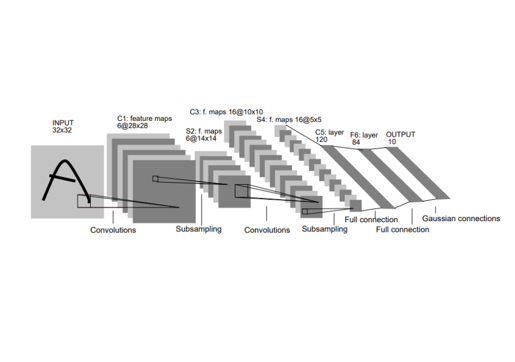 INPUT
32x32
C1: feature maps
6@28x28
S2: f. maps
6@14x14
C3: f. maps 16@10x10
S4: f. maps 16@5x5
C5: layer
120
F6: layer
84
OUTPUT
10
Convolutions
Subsampling
Convolutions
Subsampling
Full connection
Full connection
Gaussian connections